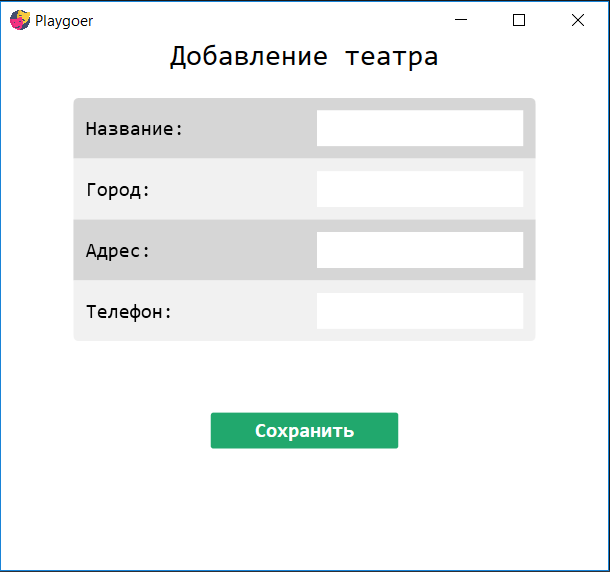 Playgoer
Добавление театра
Название:
Город:
Адрес:
Телефон:
Сохранить